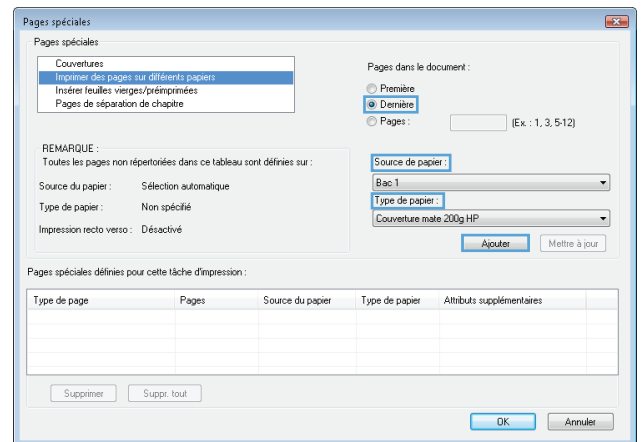 Pages spéciales
Pages spéciales
Couvertures
Imprimer des pages sur différents papiers
Insérer feuilles vierges/préimprimées
Pages de séparation de chapitre
Pages dans le document :
Première
Dernière
Pages : (Ex. : 1, 3, 5-12)
REMARQUE :
Toutes les pages non répertoriées dans ce tableau sont définies sur :
Source du papier : Sélection automatique
Type de papier : Non spécifié
Impression recto verso : Désactivé
Source de papier :
Bac 1
Type de papier :
Couverture mate 200g HP
Ajouter Mettre à jour
Pages spéciales définies pour cette tâche d'impression :
Type de page Pages Source du papier Type de papier Attributs supplémentaires
Supprimer Suppr. tout
OK Annuler